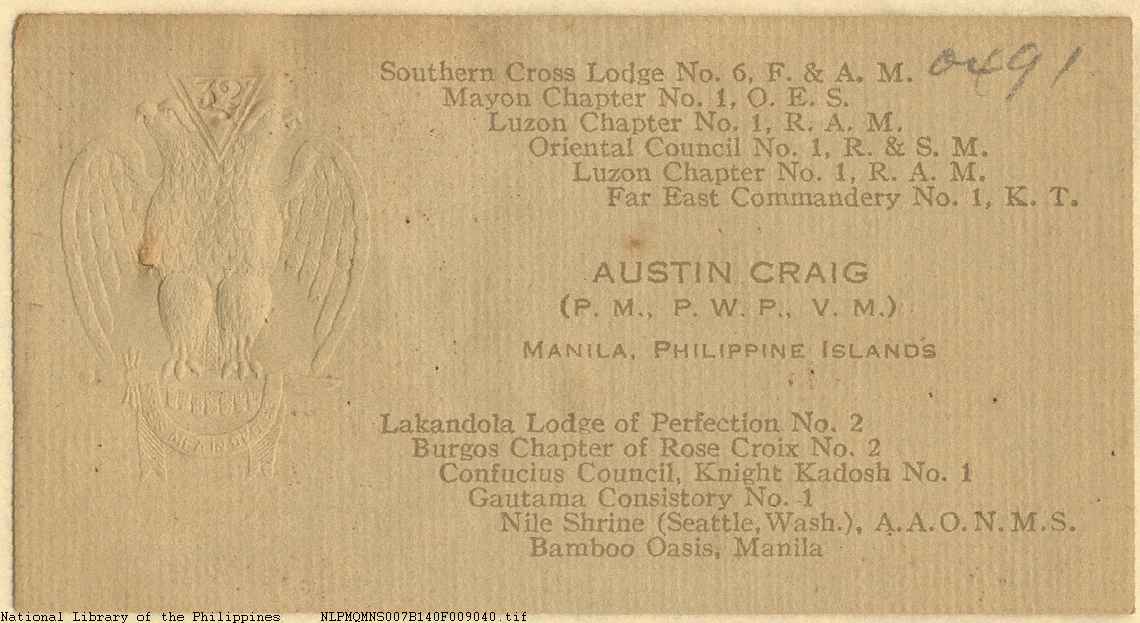 32
Southern Cross Lodge No. 6, F. & A. M.
0491
Mayon Chapter No. 1, O. E. S.
Luzon Chapter No. 1, R. A. M.
Oriental Council No. 1, R. & S. M.
Luzon Chapter No. 1, R. A. M.
Far East Commandery No. 1, K. T.
AUSTIN CRAIG
(P. M., P. W. P., V. M.)
MANILA, PHILIPPINE ISLANDS
Lakandola Lodge of Perfection No. 2
Burgos Chapter of Rose Croix No. 2
Confucius Council, Knight Kadosh No. 1
Gautama Consistory No. 1
Nile Shrine (Seattle, Wash.), A. A. O. N. M. S.
Bamboo Oasis, Manila
National Library of the Philippines NLPMQMNS007B140F009040.tif